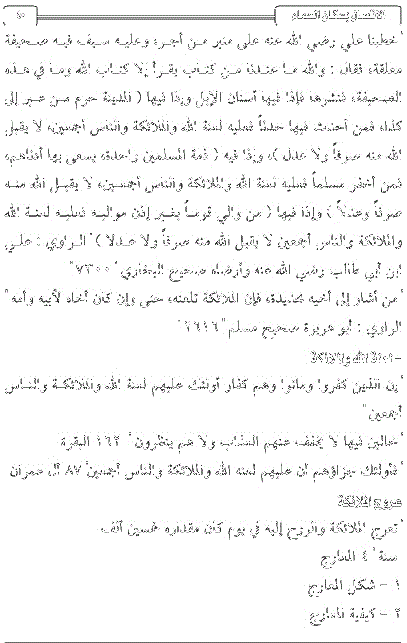 خطبنا علي رضي الله عنه على منبر من آجر، وعليه سيف فيه صحيفة
معلقة، فقال : والله ما عندنا من كتاب يقرأ إلا كتاب الله وما في هذه
الصحيفة، فنشرها فإذا فيها أسنان الإبل وإذا فيها ( المدينة حرم من عير إلى
كذا، فمن أحدث فيها حدثاً فعليه لعنة الله والملائكة والناس أجمعين، لا يقبل
الله منه صرفاً ولا عدلاً )، وإذا فيه ( ذمة المسلمين واحدة، يسعى بها أدناهم،
فمن أخفر مسلماً فعليه لعنة الله والملائكة والناس أجمعين، لا يقبل الله منه
صرفاً وعدلاً ) وإذا فيها ( من والى قوماً بغير إذن مواليه فعليه لعنة الله
والملائكة والناس أجمعين لا يقبل الله منه صرفاً ولا عدلا ) " الراوي : علي
ابن أبي طالب رضي الله عنه وأرضاه صحيح البخاري " ٧٣٠٠ "
"من أشار إلى أخيه بحديدة، فإن الملائكة تلعنه، حتى وإن كان أخاه لأبيه وأمه"
الراوي : أبو هريرة صحيح مسلم " ٢٦١٦ "
- لعنة الله والملائكة
"إن الذين كفروا وماتوا وهم كفار أولئك عليهم لعنة الله والملائكة والناس
أجمعين"
"خالدين فيها لا يخفف عنهم العذاب ولا هم ينظرون" ١٦٢ البقرة
"فأولئك جزاؤهم أن عليهم لعنة الله والملائكة والناس أجمعين" ٨٧ آل عمران
عروج الملائكة
"تعرج الملائكة والروح إليه في يوم كان مقداره خمسين ألف
سنة" ٤ المعارج
١ - شكل المعارج
٢ - كيفية المعارج